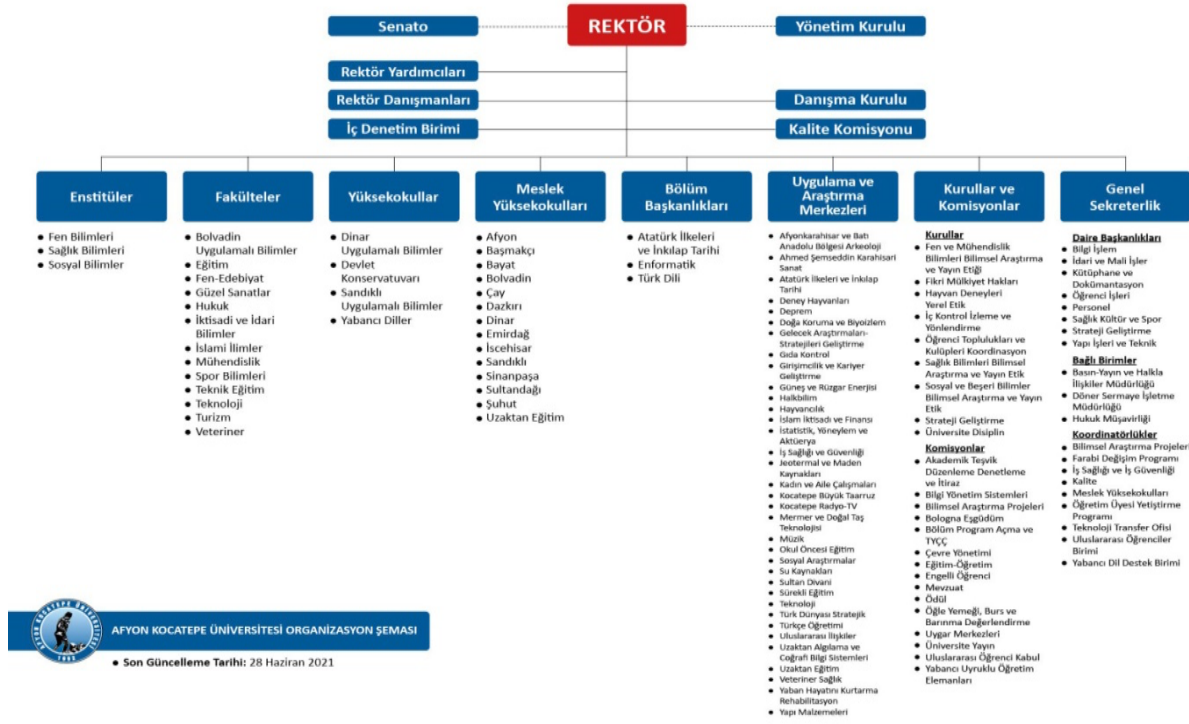 Senato
REKTÖR
Yönetim Kurulu
Rektör Yardımcıları
Rektör Danışmanları
Danışma Kurulu
İç Denetim Birimi
Kalite Komisyonu
Enstitüler
• Fen Bilimleri
• Sağlık Bilimleri
• Sosyal Bilimler
Fakülteler
• Bolvadin
Uygulamalı Bilimler
• Eğitim
• Fen-Edebiyat
• Güzel Sanatlar
• Hukuk
• İktisadi ve İdari
Bilimler
• İslami İlimler
• Mühendislik
• Spor Bilimleri
• Teknik Eğitim
• Teknoloji
• Turizm
• Veteriner
Yüksekokullar
• Dinar
Uygulamalı Bilimler
• Devlet
Konservatuvarı
• Sandıklı
Uygulamalı Bilimler
• Yabancı Diller
Meslek
Yüksekokulları
• Afyon
• Başmakçı
• Bayat
• Bolvadin
• Çay
• Dazkırı
• Dinar
• Emirdağ
• İscehisar
• Sandıklı
• Sinanpaşa
• Sultandağı
• Şuhut
• Uzaktan Eğitim
Bölüm
Başkanlıkları
• Atatürk İlkeleri
ve İnkılap Tarihi
• Enformatik
• Türk Dili
Uygulama ve
Araştırma
Merkezleri
• Afyonkarahisar ve Batı
Anadolu Bölgesi Arkeoloji
• Ahmed Şemseddin Karahisari
Sanat
• Atatürk İlkeleri ve İnkılap
Tarihi
• Deney Hayvanları
• Deprem
• Doğa Koruma ve Biyoizlem
• Gelecek Araştırmaları-
Stratejileri Geliştirme
• Gıda Kontrol
• Girişimcilik ve Kariyer
Geliştirme
• Güneş ve Rüzgar Enerjisi
• Halkbilim
• Hayvancılık
• İslam İktisadı ve Finansı
• İstatistik, Yöneylem ve
Aktüerya
• İş Sağlığı ve Güvenliği
• Jeotermal ve Maden
Kaynakları
• Kadın ve Aile Çalışmaları
• Kocatepe Büyük Taarruz
• Kocatepe Radyo-TV
• Mermer ve Doğal Taş
Teknolojisi
• Müzik
• Okul Öncesi Eğitim
• Sosyal Araştırmalar
• Su Kaynakları
• Sultan Divani
• Sürekli Eğitim
• Teknoloji
• Türk Dünyası Stratejik
• Türkçe Öğretimi
• Uluslararası İlişkiler
• Uzaktan Algılama ve
Coğrafi Bilgi Sistemleri
• Uzaktan Eğitim
• Veteriner Sağlık
• Yaban Hayatını Kurtarma
Rehabilitasyon
• Yapı Malzemeleri
Kurullar ve
Komisyonlar
Kurullar
• Fen ve Mühendislik
Bilimleri Bilimsel Araştırma
ve Yayın Etiği
• Fikri Mülkiyet Hakları
• Hayvan Deneyleri
Yerel Etik
• İç Kontrol İzleme ve
Yönlendirme
• Öğrenci Toplulukları ve
Kulüpleri Koordinasyon
• Sağlık Bilimleri Bilimsel
Araştırma ve Yayın Etik
• Sosyal ve Beşeri Bilimler
Bilimsel Araştırma ve Yayın
Etik
• Strateji Geliştirme
• Üniversite Disiplin
Komisyonlar
• Akademik Teşvik
Düzenleme Denetleme
ve İtiraz
• Bilgi Yönetim Sistemleri
• Bilimsel Araştırma Projeleri
• Bologna Eşgüdüm
• Bölüm Program Açma ve
TYÇÇ
• Çevre Yönetimi
• Eğitim-Öğretim
• Engelli Öğrenci
• Mevzuat
• Ödül
• Öğle Yemeği, Burs ve
Barınma Değerlendirme
• Uygar Merkezleri
• Üniversite Yayın
• Uluslararası Öğrenci Kabul
• Yabancı Uyruklu Öğretim
Elemanları
Genel
Sekreterlik
Daire Başkanlıkları
• Bilgi İşlem
• İdari ve Mali İşler
• Kütüphane ve
Dokümantasyon
• Öğrenci İşleri
• Personel
• Sağlık Kültür ve Spor
• Strateji Geliştirme
• Yapı İşleri ve Teknik
Bağlı Birimler
• Basın-Yayın ve Halkla
İlişkiler Müdürlüğü
• Döner Sermaye İşletme
Müdürlüğü
• Hukuk Müşavirliği
Koordinatörlükler
• Bilimsel Araştırma Projeleri
• Farabi Değişim Programı
• İş Sağlığı ve İş Güvenliği
• Kalite
• Meslek Yüksekokulları
• Öğretim Üyesi Yetiştirme
Programı
• Teknoloji Transfer Ofisi
• Uluslararası Öğrenciler
Birimi
• Yabancı Dil Destek Birimi
AFYON KOCATEPE ÜNİVERSİTESİ
1992
AFYON KOCATEPE ÜNİVERSİTESİ ORGANİZASYON ŞEMASI
• Son Güncelleme Tarihi: 28 Haziran 2021